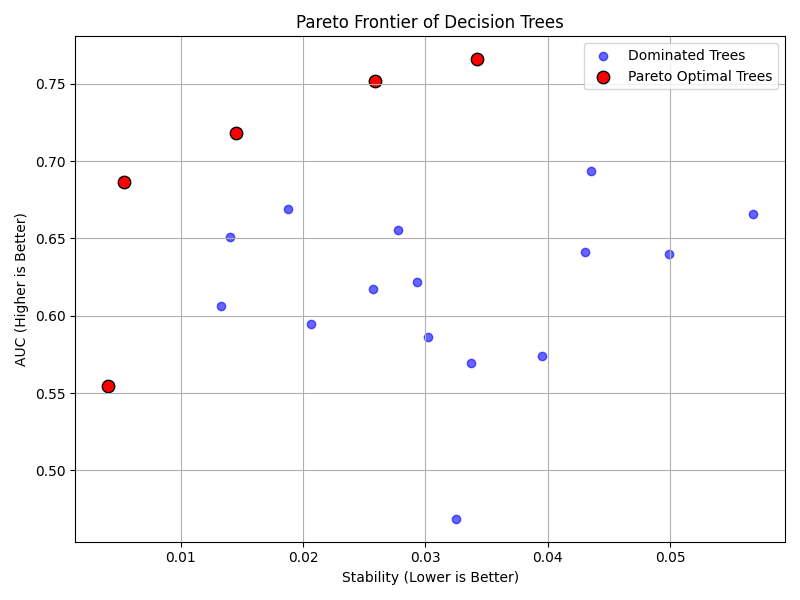 Pareto Frontier of Decision Trees
Dominated Trees
Pareto Optimal Trees
AUC (Higher is Better)
0.75
0.70
0.65
0.60
0.55
0.50
0.01 0.02 0.03 0.04 0.05
Stability (Lower is Better)